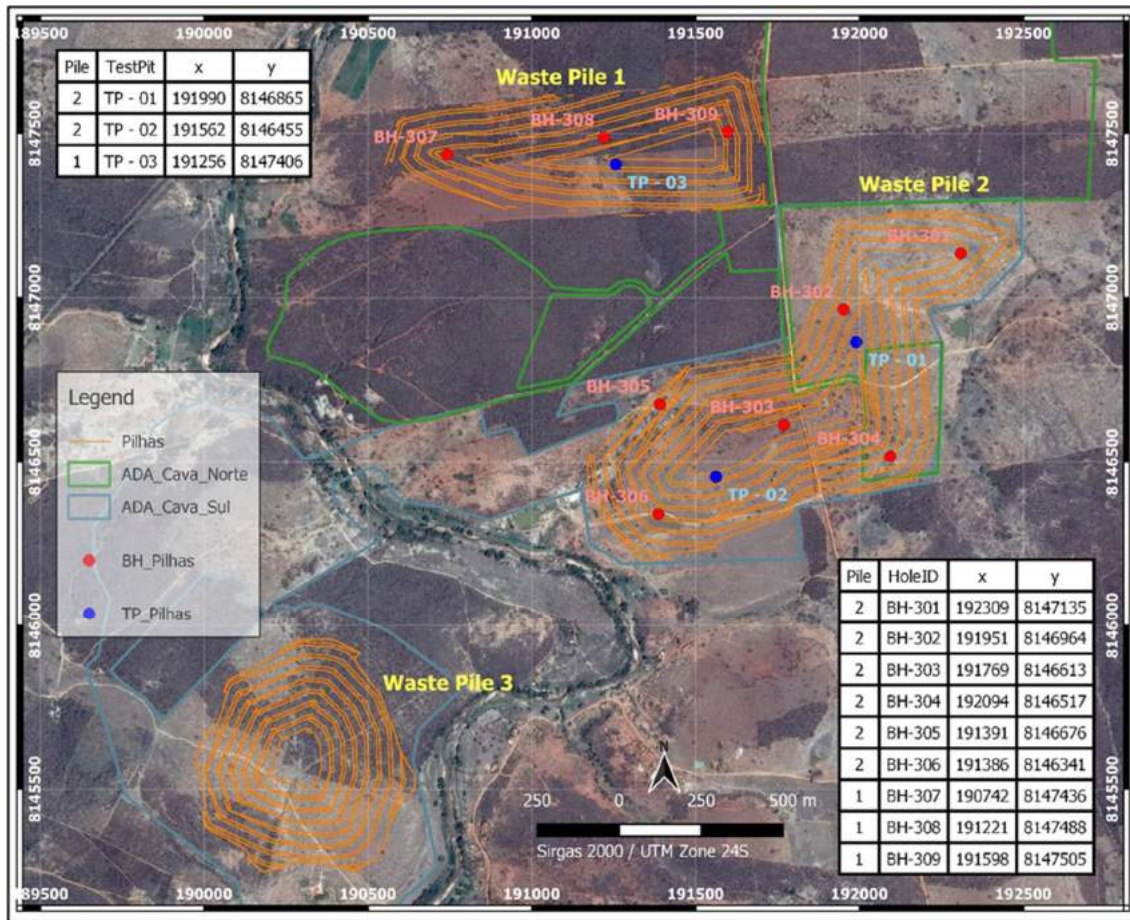 189500 190000 190500 191000 191500 192000 192500
Pile TestPit x y
2 TP - 01 191990 8146865
2 TP - 02 191562 8146455
1 TP - 03 191256 8147406
Waste Pile 1
BH-307
BH-308
BH-309
TP - 03
8147500
8147500
Waste Pile 2
BH-301
BH-302
TP - 01
8147000
8147000
BH-305
BH-303
BH-304
BH-306
TP - 02
8146500
8146500
Legend
Pilhas
ADA_Cava_Norte
ADA_Cava_Sul
BH_Pilhas
TP_Pilhas
8146000
8146000
Waste Pile 3
8145500
8145500
N
250 0 250 500 m
Sirgas 2000 / UTM Zone 24S
Pile HoleID x y
2 BH-301 192309 8147135
2 BH-302 191951 8146964
2 BH-303 191769 8146613
2 BH-304 192094 8146517
2 BH-305 191391 8146676
2 BH-306 191386 8146341
1 BH-307 190742 8147436
1 BH-308 191221 8147488
1 BH-309 191598 8147505
189500 190000 190500 191000 191500 192000 192500